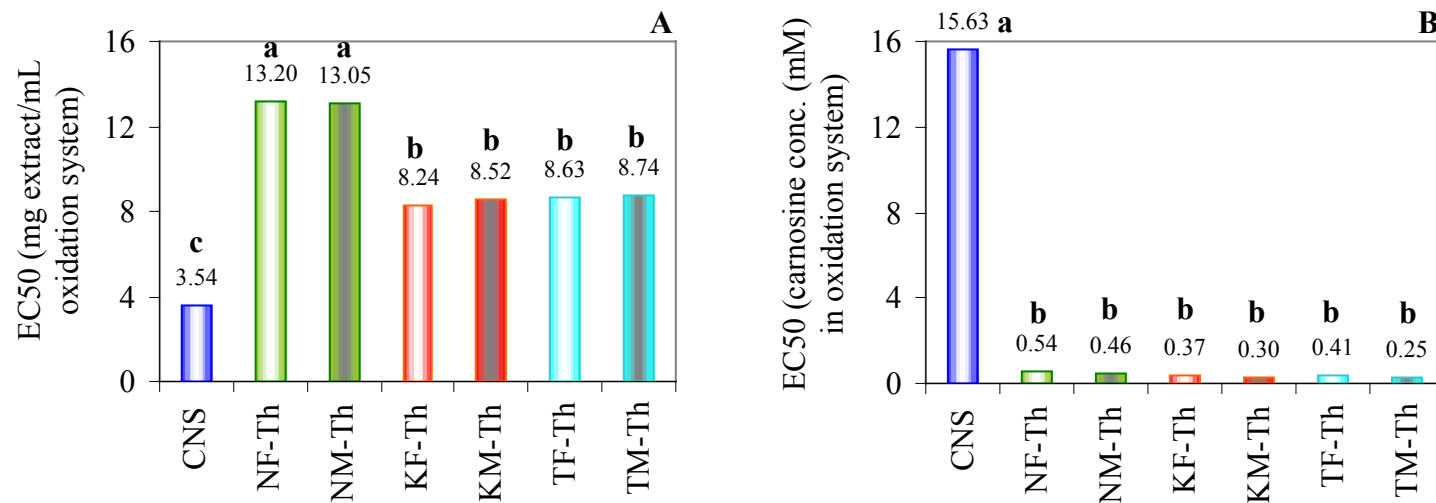 A
EC50 (mg extract/mL
oxidation system)
16
12
8
4
0
c
3.54
a
13.20
a
13.05
b
8.24
b
8.52
b
8.63
b
8.74
CNS
NF-Th
NM-Th
KF-Th
KM-Th
TF-Th
TM-Th
B
EC50 (carnosine conc. (mM)
in oxidation system)
16
12
8
4
0
15.63 a
b
0.54
b
0.46
b
0.37
b
0.30
b
0.41
b
0.25
CNS
NF-Th
NM-Th
KF-Th
KM-Th
TF-Th
TM-Th